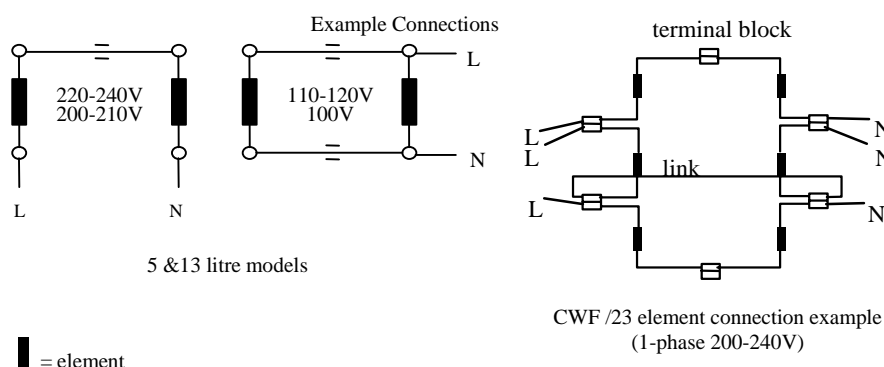 Example Connections
terminal block
220-240V
200-210V
110-120V
100V
L
N
L
L
N
N
L
N
link
L
N
L
N
5 &13 litre models
CWF /23 element connection example
(1-phase 200-240V)
= element